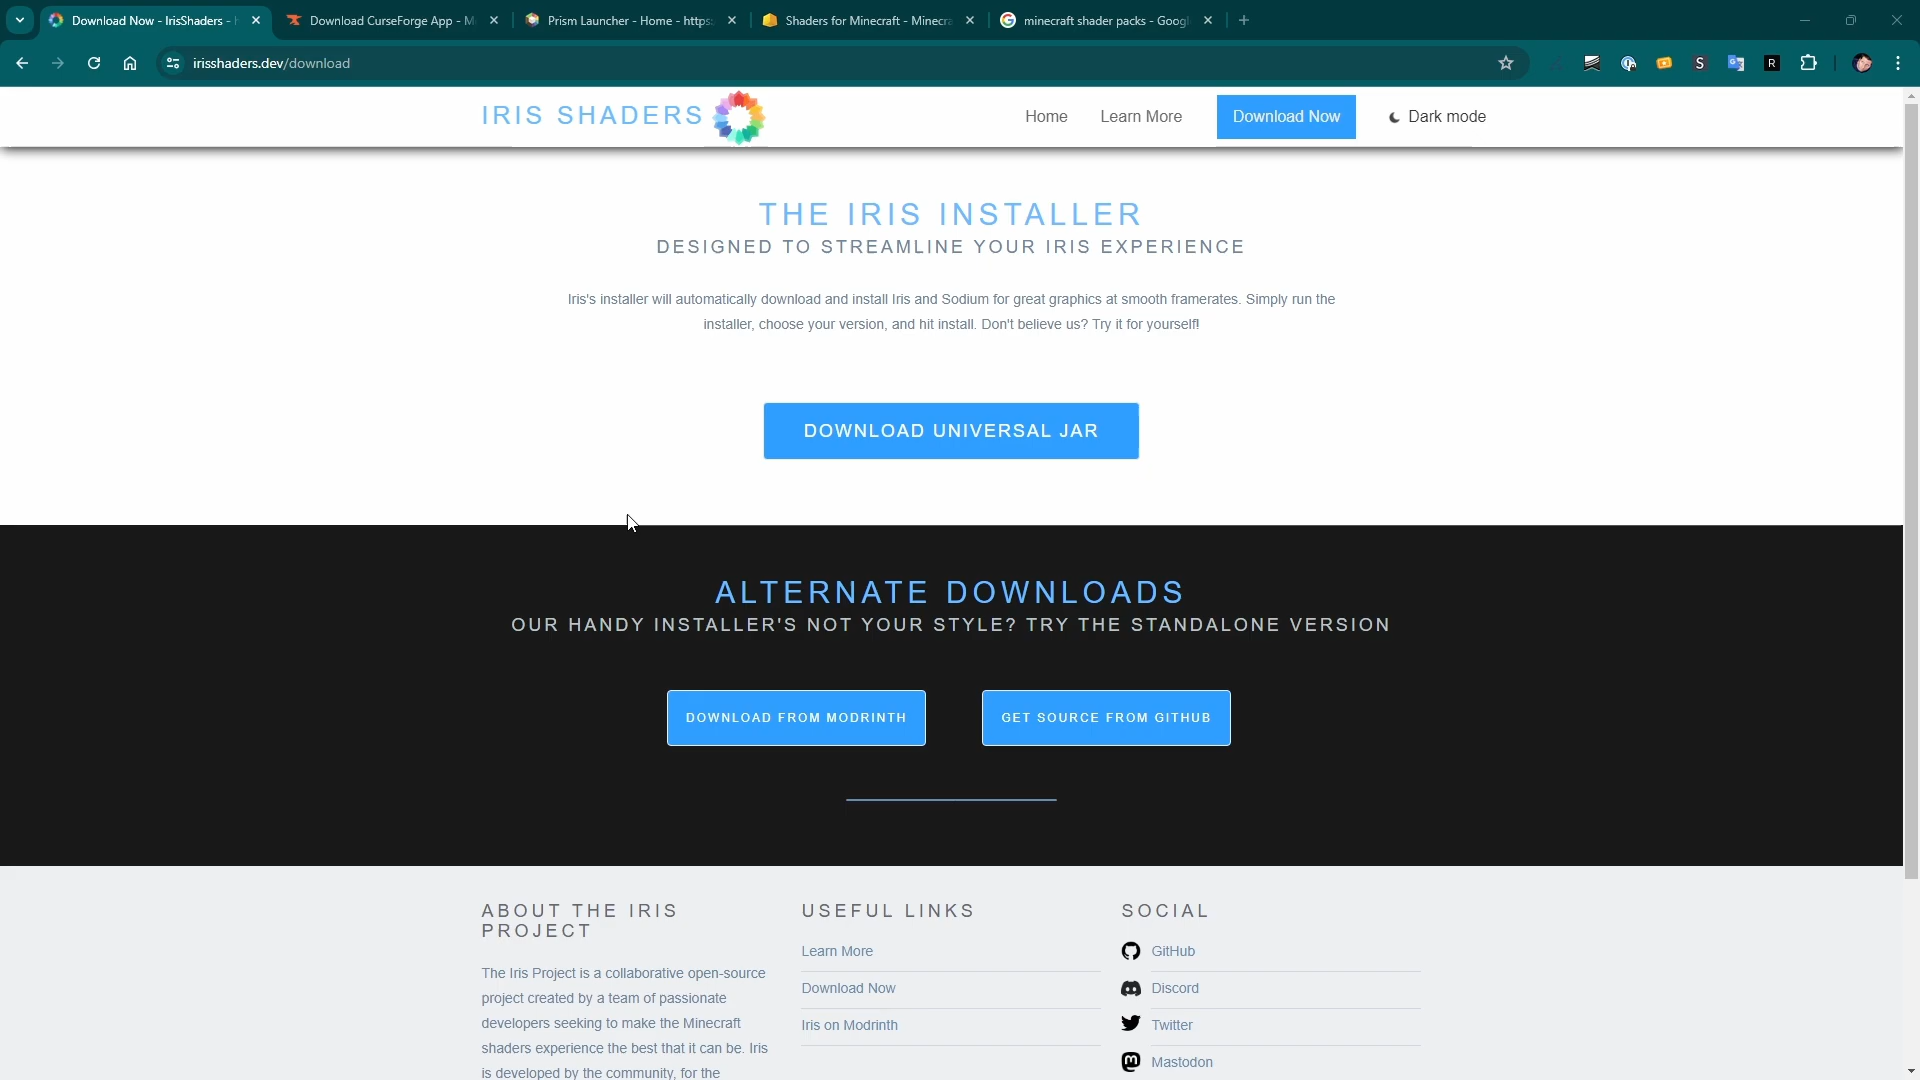 Download Now - IrisShaders -
Download CurseForge App - M
Prism Launcher - Home - https:
Shaders for Minecraft - Minecra
minecraft shader packs - Googl
irisshaders.dev/download
IRIS SHADERS
Home
Learn More
Download Now
Dark mode
THE IRIS INSTALLER
DESIGNED TO STREAMLINE YOUR IRIS EXPERIENCE
Iris's installer will automatically download and install Iris and Sodium for great graphics at smooth framerates. Simply run the
installer, choose your version, and hit install. Don't believe us? Try it for yourself!
DOWNLOAD UNIVERSAL JAR
ALTERNATE DOWNLOADS
OUR HANDY INSTALLER'S NOT YOUR STYLE? TRY THE STANDALONE VERSION
DOWNLOAD FROM MODRINTH
GET SOURCE FROM GITHUB
ABOUT THE IRIS
PROJECT
The Iris Project is a collaborative open-source
project created by a team of passionate
developers seeking to make the Minecraft
shaders experience the best that it can be. Iris
is developed by the community, for the
USEFUL LINKS
Learn More
Download Now
Iris on Modrinth
SOCIAL
GitHub
Discord
Twitter
Mastodon